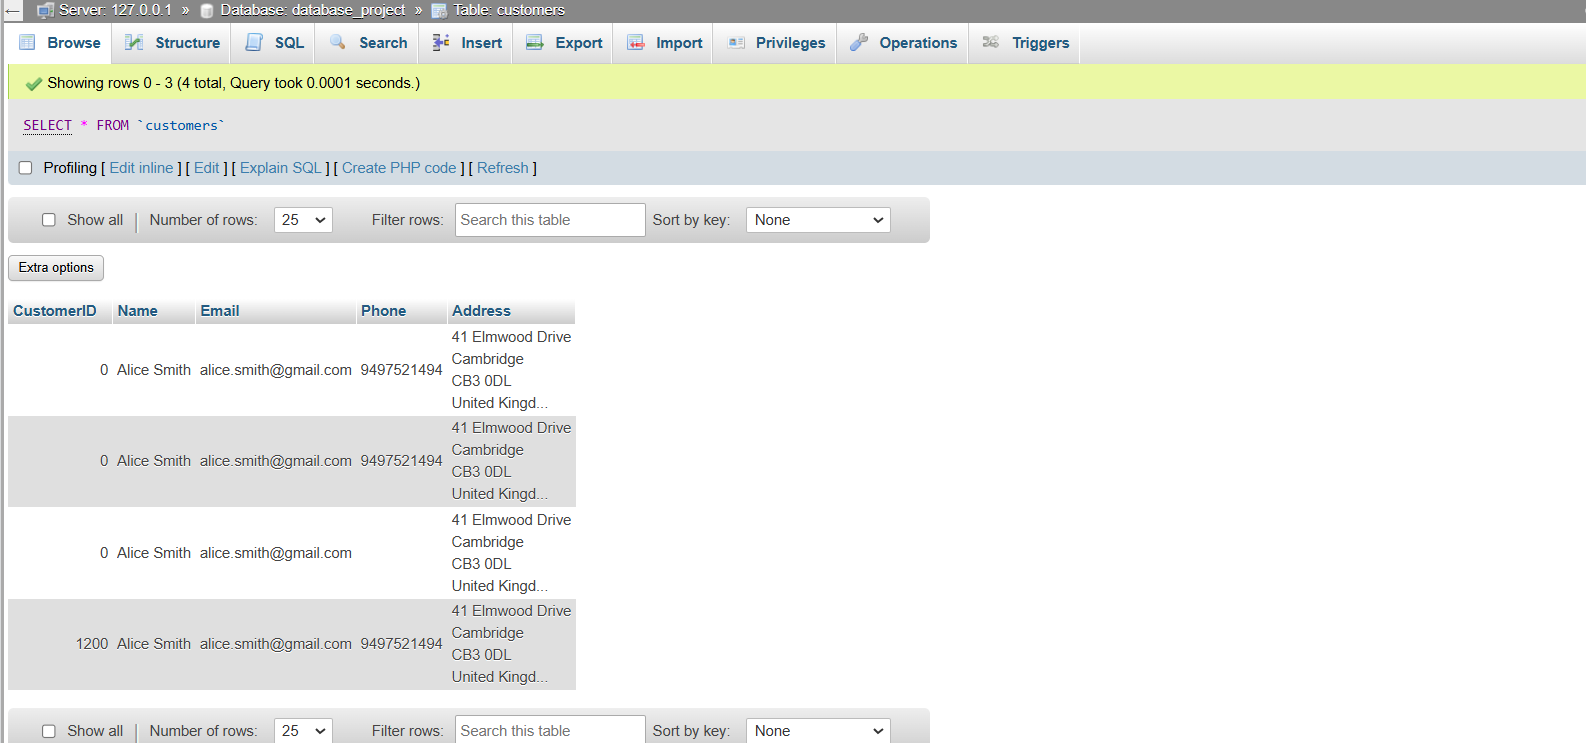 Server: 127.0.0.1 » Database: database_project » Table: customers
Browse Structure SQL Search Insert Export Import Privileges Operations Triggers
Showing rows 0 - 3 (4 total, Query took 0.0001 seconds.)
SELECT * FROM `customers`
Profiling [ Edit inline ] [ Edit ] [ Explain SQL ] [ Create PHP code ] [ Refresh ]
Show all | Number of rows: 25 Filter rows: Search this table Sort by key: None
Extra options
CustomerID Name Email Phone Address
0 Alice Smith alice.smith@gmail.com 9497521494 41 Elmwood Drive
Cambridge
CB3 0DL
United Kingd...
0 Alice Smith alice.smith@gmail.com 9497521494 41 Elmwood Drive
Cambridge
CB3 0DL
United Kingd...
0 Alice Smith alice.smith@gmail.com 41 Elmwood Drive
Cambridge
CB3 0DL
United Kingd...
1200 Alice Smith alice.smith@gmail.com 9497521494 41 Elmwood Drive
Cambridge
CB3 0DL
United Kingd...
Show all | Number of rows: 25 Filter rows: Search this table Sort by key: None